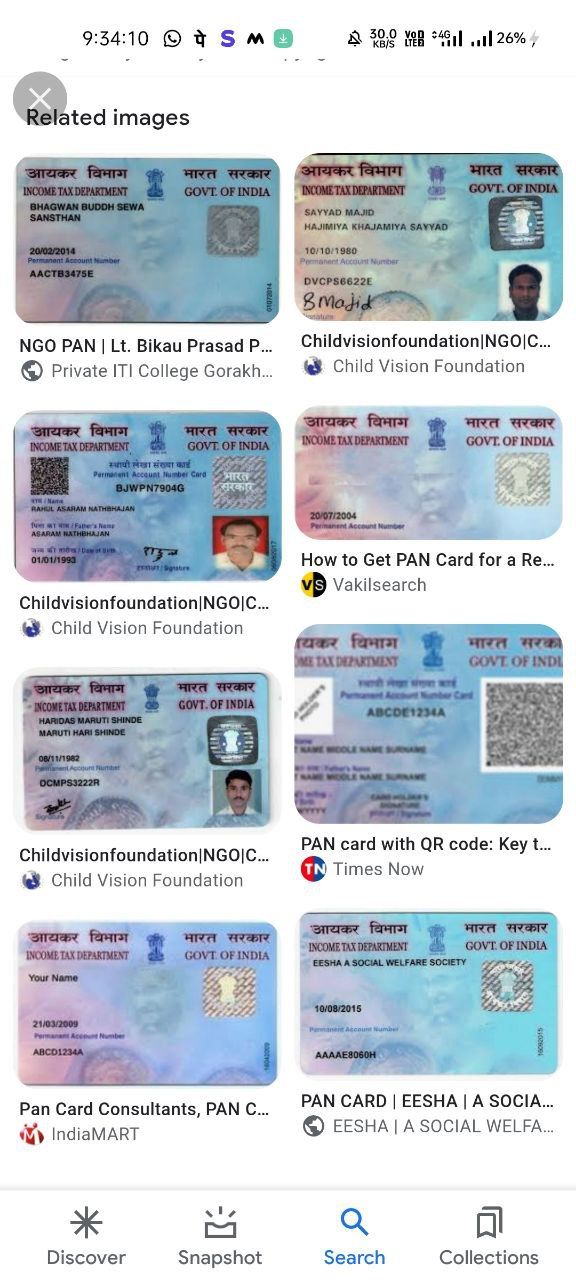 9:34:10
30.0 KB/S
VoD LTE2
4G
26%
Related images
आयकर विभाग
भारत सरकार
INCOME TAX DEPARTMENT
GOVT. OF INDIA
BHAGWAN BUDDH SEWA
SANSTHAN
20/02/2014
Permanent Account Number
AACTB3475E
01072014
NGO PAN | Lt. Bikau Prasad P...
Private ITI College Gorakh...
आयकर विभाग
भारत सरकार
INCOME TAX DEPARTMENT
GOVT. OF INDIA
SAYYAD MAJID
HAJIMIYA KHAJAMIYA SAYYAD
10/10/1980
Permanent Account Number
DVCPS6622E
Signature
Childvisionfoundation|NGO|C...
Child Vision Foundation
आयकर विभाग
भारत सरकार
INCOME TAX DEPARTMENT
GOVT. OF INDIA
स्थायी लेखा संख्या कार्ड
Permanent Account Number Card
BJWPN7904G
भारत
सरकार
नाम / Name
RAHUL ASARAM NATHBHAJAN
पिता का नाम / Father's Name
ASARAM NATHBHAJAN
जन्म की तारीख / Date of Birth
01/01/1993
हस्ताक्षर / Signature
Childvisionfoundation|NGO|C...
Child Vision Foundation
आयकर विभाग
भारत सरकार
INCOME TAX DEPARTMENT
GOVT. OF INDIA
20/07/2004
Permanent Account Number
How to Get PAN Card for a Re...
VS
Vakilsearch
आयकर विभाग
भारत सरकार
INCOME TAX DEPARTMENT
GOVT. OF INDIA
HARIDAS MARUTI SHINDE
MARUTI HARI SHINDE
08/11/1982
Permanent Account Number
DCMPS3222R
Signature
Childvisionfoundation|NGO|C...
Child Vision Foundation
विभाग
भारत सरकार
TAX DEPARTMENT
GOVT. OF
स्थायी लेखा संख्या कार्ड
Permanent Account Number Card
ABCDE1234A
NAME MIDDLE NAME SURNAME
Father's Name
NAME MIDDLE NAME SURNAME
CARD HOLDER'S
SIGNATURE
PAN card with QR code: Key t...
TN
Times Now
आयकर विभाग
भारत सरकार
INCOME TAX DEPARTMENT
GOVT. OF INDIA
Your Name
21/03/2009
Permanent Account Number
ABCD1234A
Pan Card Consultants, PAN C...
IndiaMART
आयकर विभाग
भारत सरकार
INCOME TAX DEPARTMENT
GOVT. OF INDIA
EESHA A SOCIAL WELFARE SOCIETY
10/08/2015
Permanent Account Number
AAAAE8060H
PAN CARD | EESHA | A SOCIA...
EESHA | A SOCIAL WELFA...
Discover
Snapshot
Search
Collections